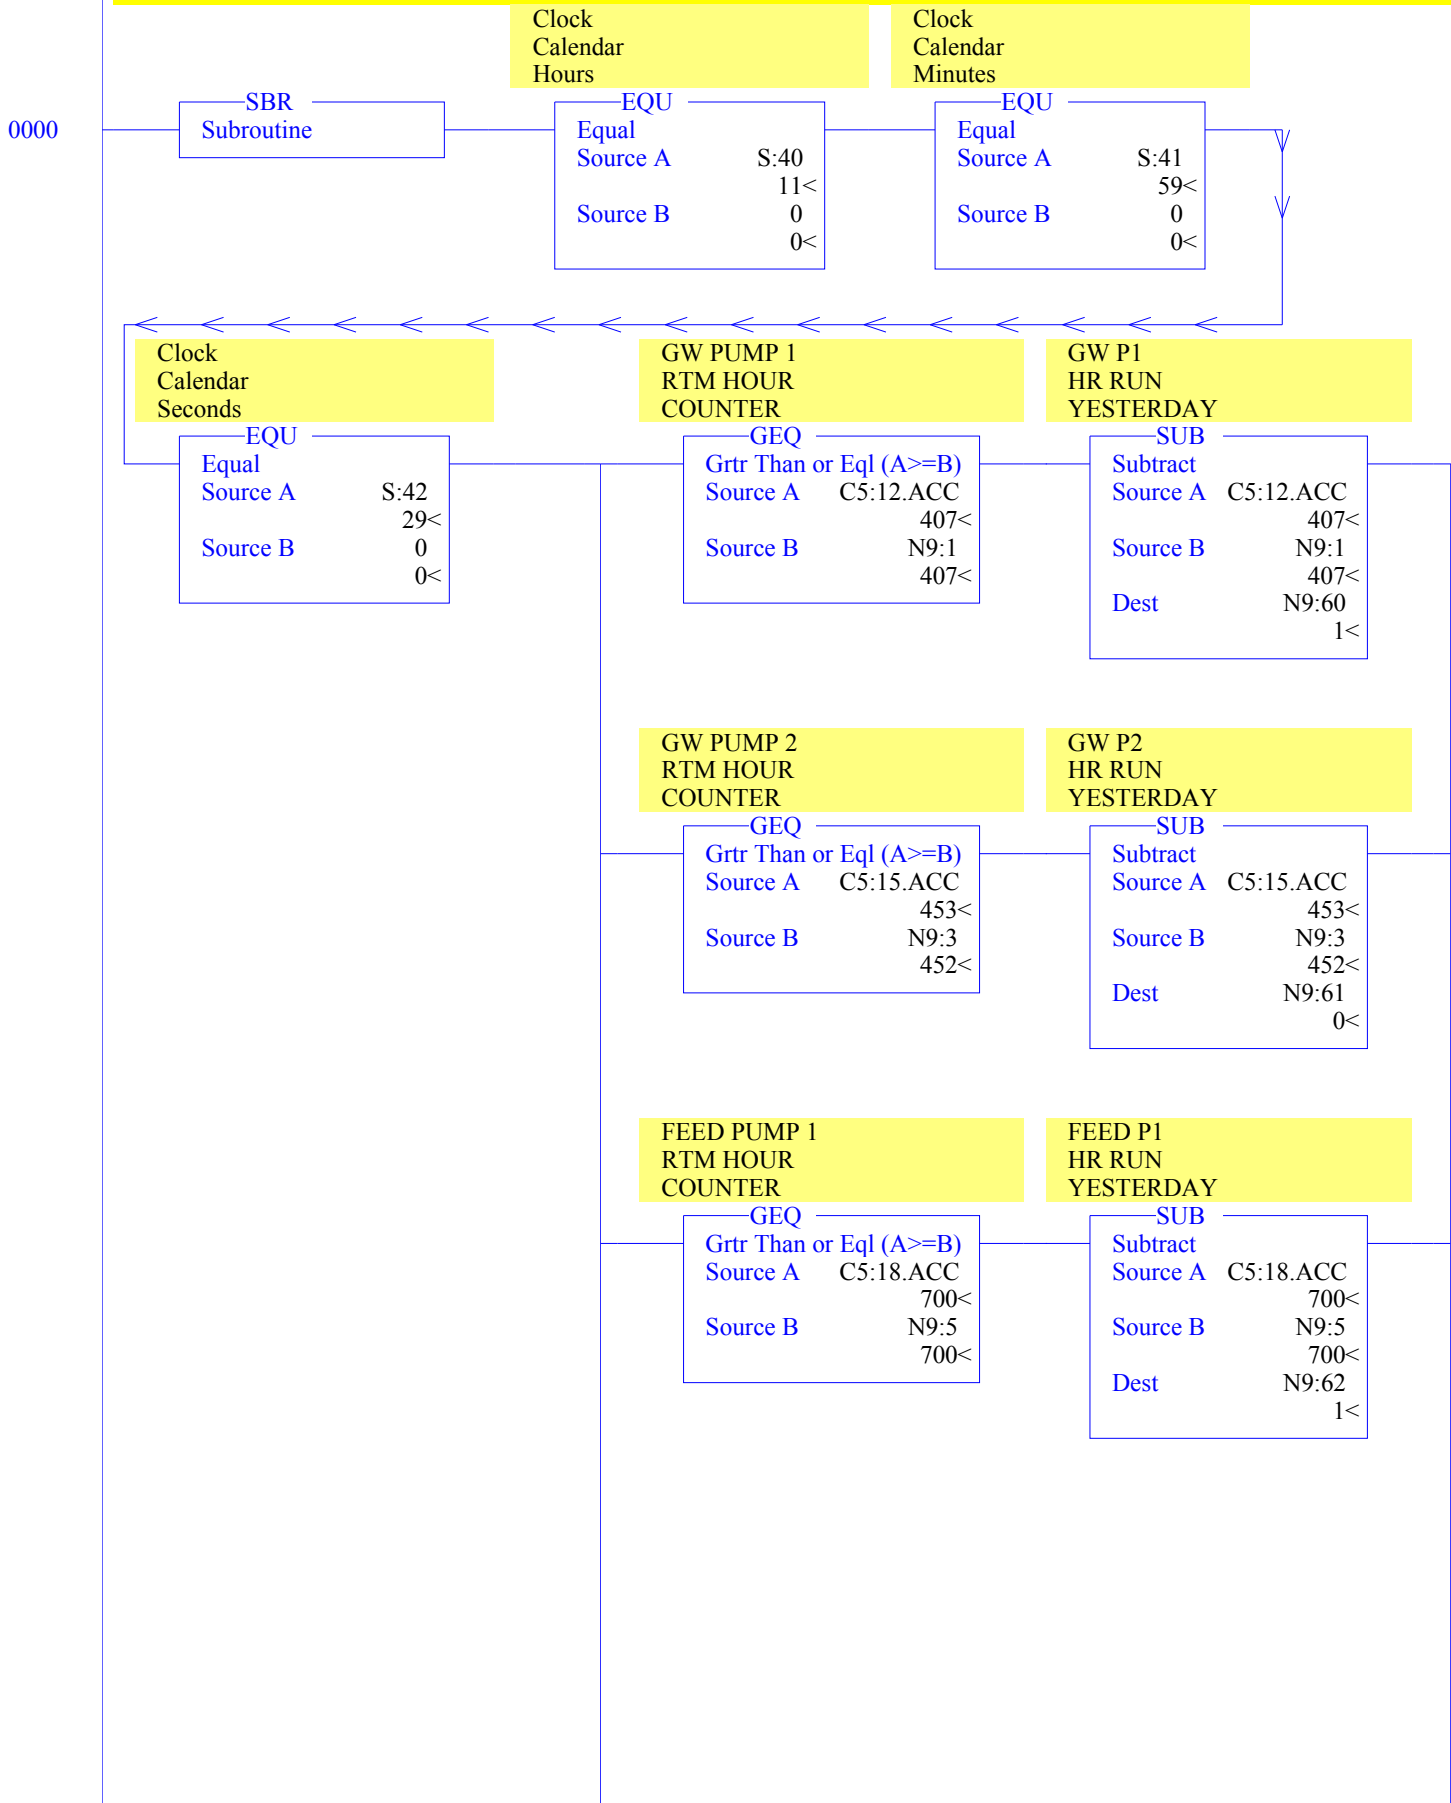 Clock
Calendar
Hours
Clock
Calendar
Minutes
0000
SBR
Subroutine
EQU
Equal
Source A S:40
11<
Source B 0
0<
EQU
Equal
Source A S:41
59<
Source B 0
0<
Clock
Calendar
Seconds
GW PUMP 1
RTM HOUR
COUNTER
GW P1
HR RUN
YESTERDAY
EQU
Equal
Source A S:42
29<
Source B 0
0<
GEQ
Grtr Than or Eql (A>=B)
Source A C5:12.ACC
407<
Source B N9:1
407<
SUB
Subtract
Source A C5:12.ACC
407<
Source B N9:1
407<
Dest N9:60
1<
GW PUMP 2
RTM HOUR
COUNTER
GW P2
HR RUN
YESTERDAY
GEQ
Grtr Than or Eql (A>=B)
Source A C5:15.ACC
453<
Source B N9:3
452<
SUB
Subtract
Source A C5:15.ACC
453<
Source B N9:3
452<
Dest N9:61
0<
FEED PUMP 1
RTM HOUR
COUNTER
FEED P1
HR RUN
YESTERDAY
GEQ
Grtr Than or Eql (A>=B)
Source A C5:18.ACC
700<
Source B N9:5
700<
SUB
Subtract
Source A C5:18.ACC
700<
Source B N9:5
700<
Dest N9:62
1<